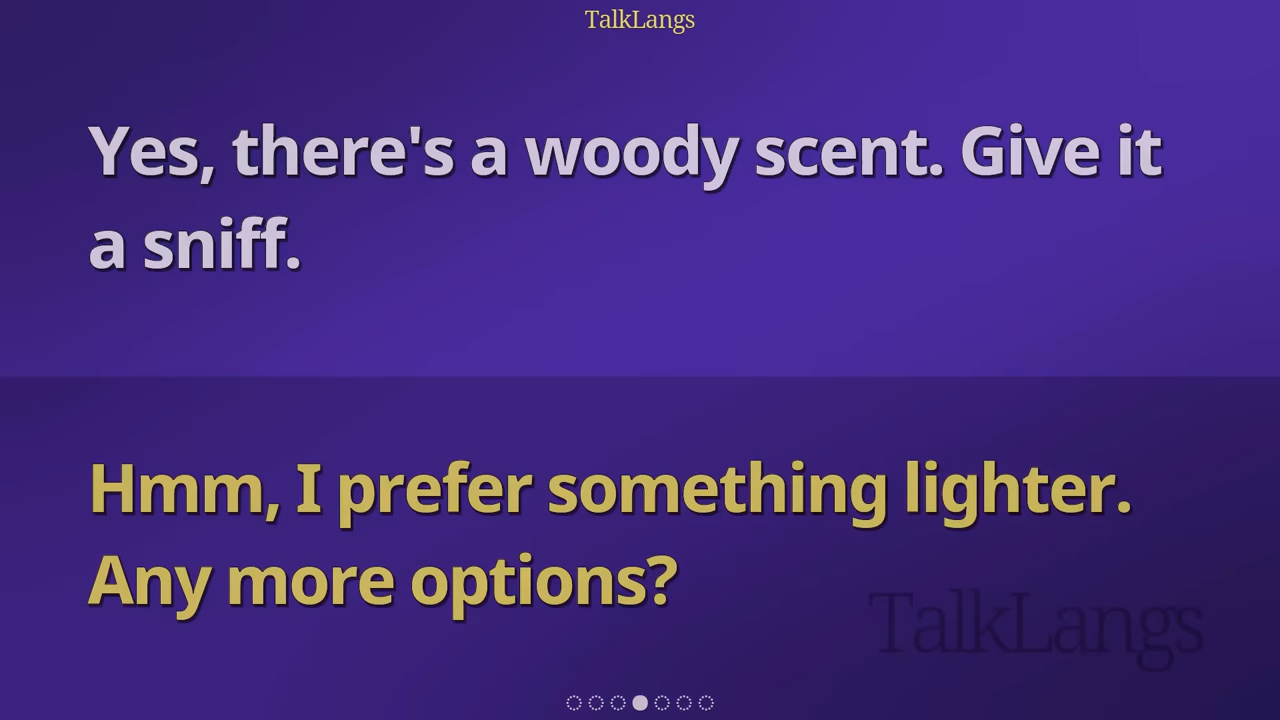 TalkLangs
Yes, there's a woody scent. Give it
a sniff.
Hmm, I prefer something lighter.
Any more options?
TalkLangs